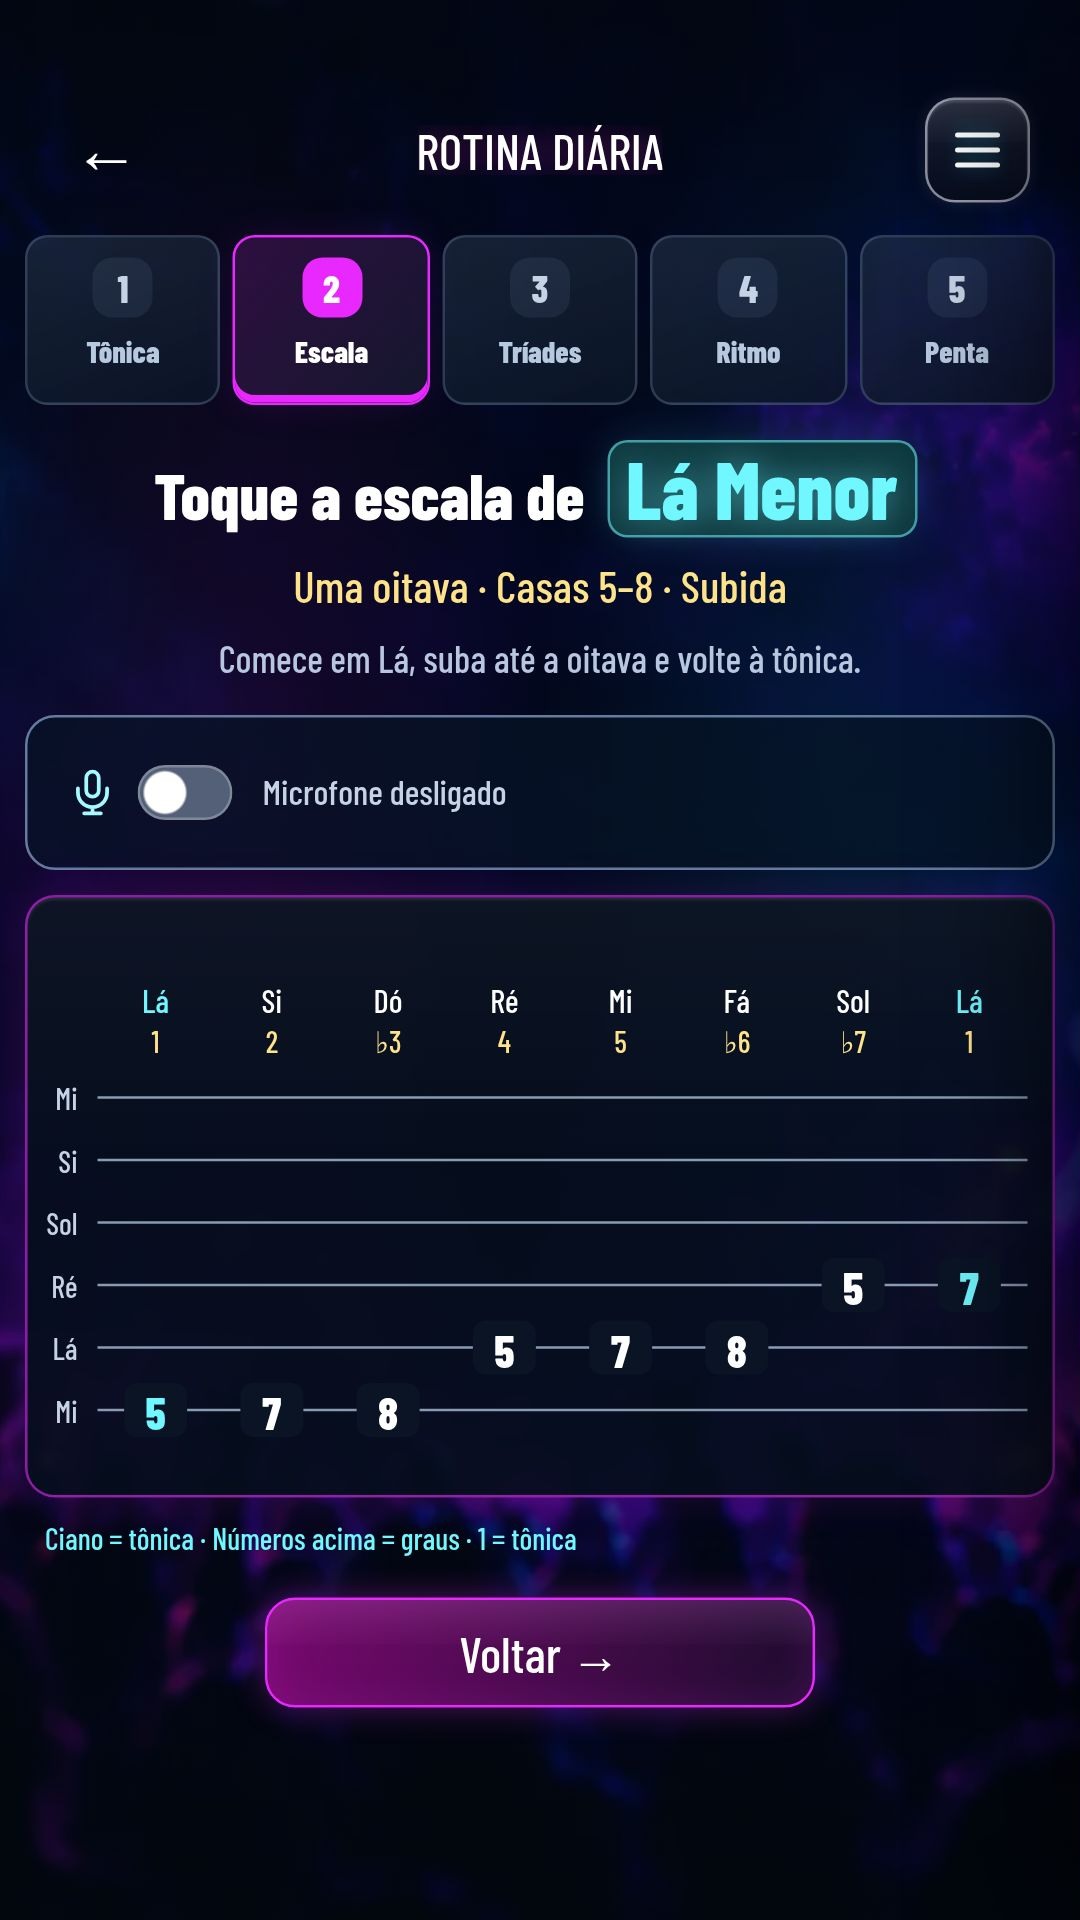 ←
ROTINA DIÁRIA
1 2 3 4 5
Tônica Escala Tríades Ritmo Penta
Toque a escala de Lá Menor
Uma oitava · Casas 5–8 · Subida
Comece em Lá, suba até a oitava e volte à tônica.
Microfone desligado
Lá Si Dó Ré Mi Fá Sol Lá
1 2 ♭3 4 5 ♭6 ♭7 1
Mi
Si
Sol
Ré 5 7
Lá 5 7 8
Mi 5 7 8
Ciano = tônica · Números acima = graus · 1 = tônica
Voltar →